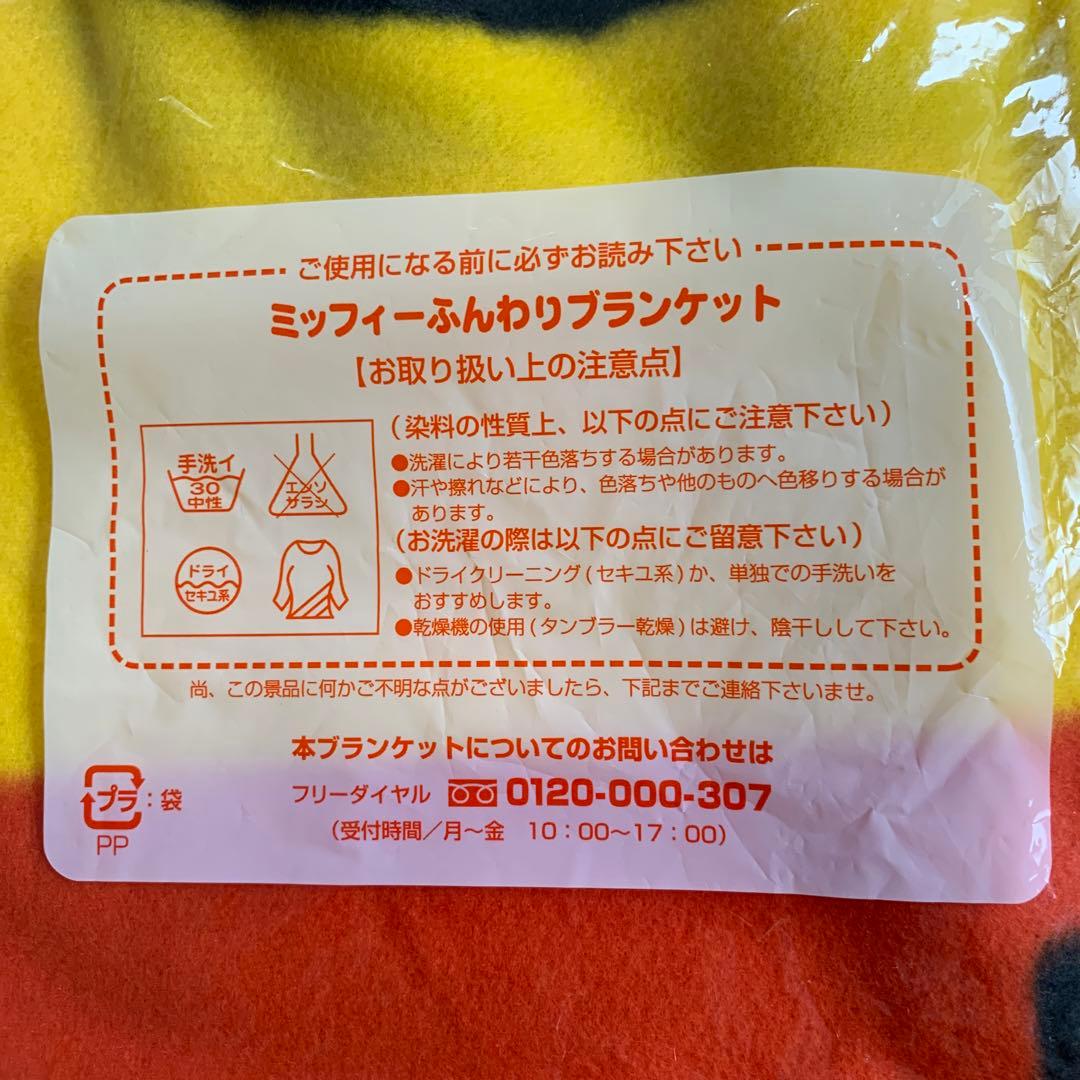 ご使用になる前に必ずお読み下さい
ミッフィーふんわりブランケット
【お取り扱い上の注意点】
手洗イ
30
中性
エンソ
サラシ
ドライ
セキユ系
(染料の性質上、以下の点にご注意下さい)
●洗濯により若干色落ちする場合があります。
●汗や擦れなどにより、色落ちや他のものへ色移りする場合が
あります。
(お洗濯の際は以下の点にご留意下さい)
●ドライクリーニング(セキユ系)か、単独での手洗いを
おすすめします。
●乾燥機の使用(タンブラー乾燥)は避け、陰干しして下さい。
尚、この景品に何かご不明な点がございましたら、下記までご連絡下さいませ。
本ブランケットについてのお問い合わせは
フリーダイヤル 0120-000-307
(受付時間/月〜金 10:00〜17:00)
プラ:袋
PP